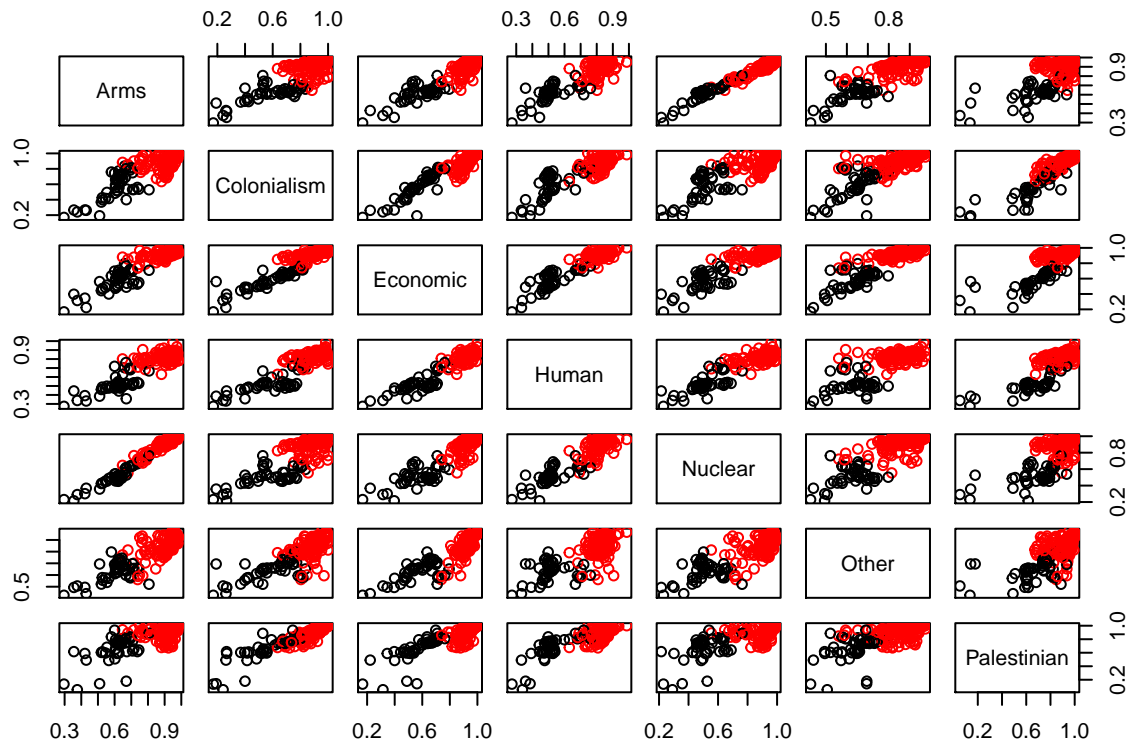 0.2 0.6 1.0
0.3 0.6 0.9
0.5 0.8
Arms
0.3 0.9
0.2 1.0
Colonialism
Economic
0.2 1.0
0.3 0.9
Human
Nuclear
0.2 0.8
0.5
Other
Palestinian
0.2 1.0
0.3 0.6 0.9
0.2 0.6 1.0
0.2 0.6 1.0
0.2 0.6 1.0